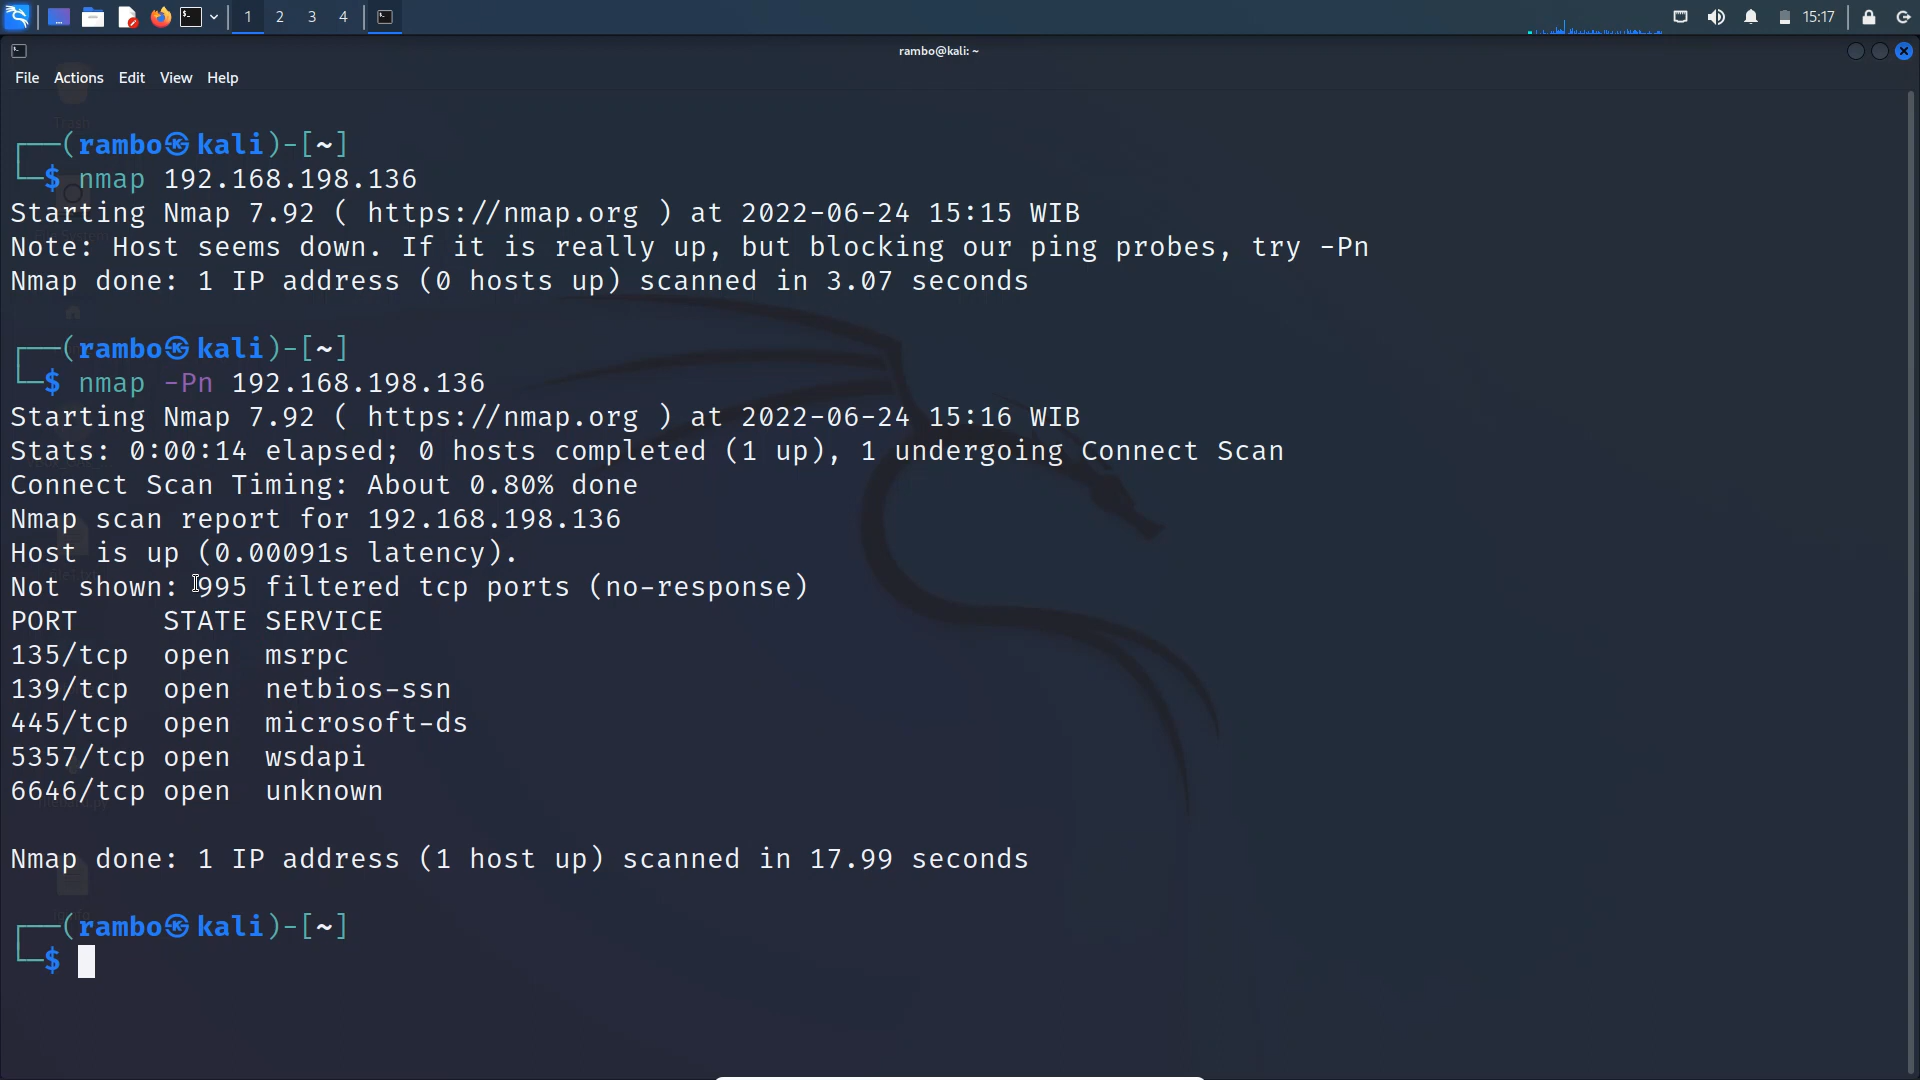 1 2 3 4 15:17
rambo@kali: ~
File Actions Edit View Help
┌──(rambo㉿kali)-[~]
└─$ nmap 192.168.198.136
Starting Nmap 7.92 ( https://nmap.org ) at 2022-06-24 15:15 WIB
Note: Host seems down. If it is really up, but blocking our ping probes, try -Pn
Nmap done: 1 IP address (0 hosts up) scanned in 3.07 seconds
┌──(rambo㉿kali)-[~]
└─$ nmap -Pn 192.168.198.136
Starting Nmap 7.92 ( https://nmap.org ) at 2022-06-24 15:16 WIB
Stats: 0:00:14 elapsed; 0 hosts completed (1 up), 1 undergoing Connect Scan
Connect Scan Timing: About 0.80% done
Nmap scan report for 192.168.198.136
Host is up (0.00091s latency).
Not shown: 995 filtered tcp ports (no-response)
PORT     STATE SERVICE
135/tcp  open  msrpc
139/tcp  open  netbios-ssn
445/tcp  open  microsoft-ds
5357/tcp open  wsdapi
6646/tcp open  unknown
Nmap done: 1 IP address (1 host up) scanned in 17.99 seconds
┌──(rambo㉿kali)-[~]
└─$